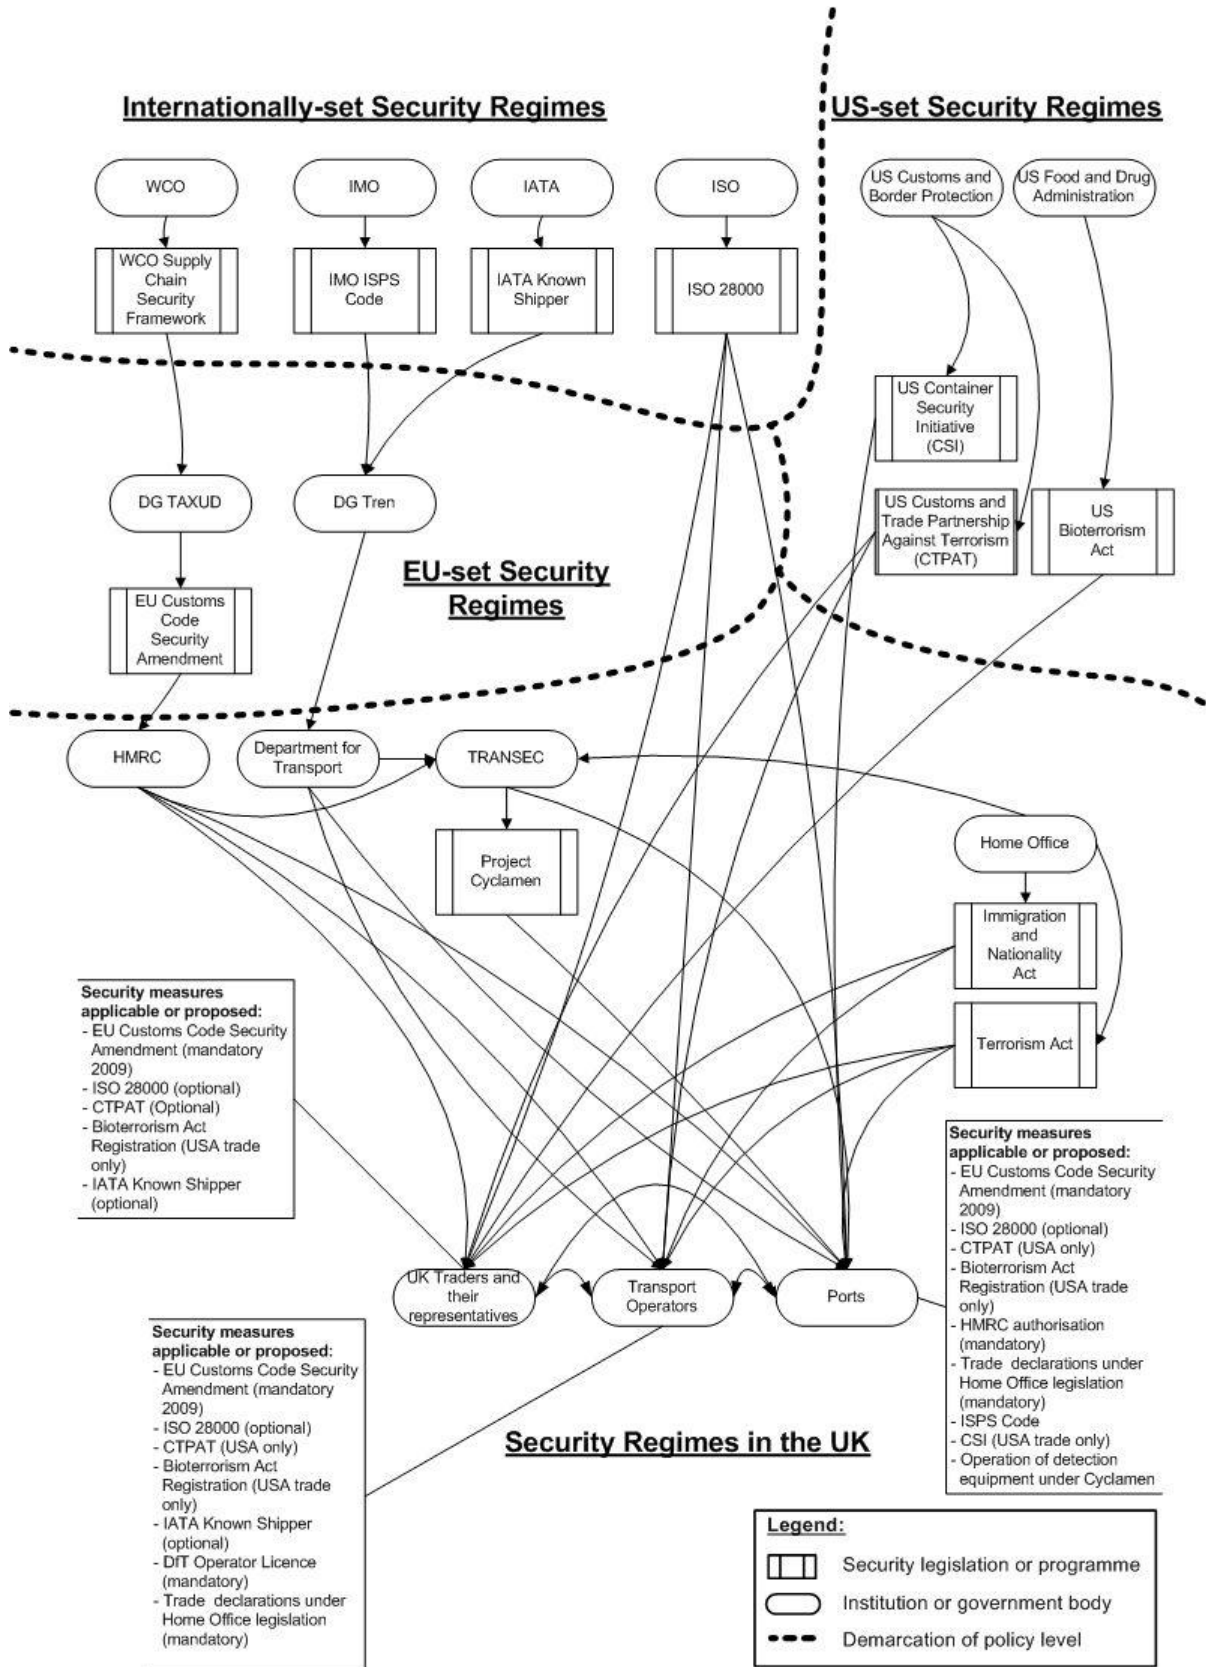 Internationally-set Security Regimes
US-set Security Regimes
WCO
IMO
IATA
ISO
US Customs and
Border Protection
US Food and Drug
Administration
WCO Supply
Chain
Security
Framework
IMO ISPS
Code
IATA Known
Shipper
ISO 28000
US Container
Security
Initiative
(CSI)
DG TAXUD
DG Tren
US Customs and
Trade Partnership
Against Terrorism
(CTPAT)
US
Bioterrorism
Act
EU-set Security
Regimes
EU Customs
Code
Security
Amendment
HMRC
Department for
Transport
TRANSEC
Home Office
Project
Cyclamen
Immigration
and
Nationality
Act
Terrorism Act
Security measures
applicable or proposed:
- EU Customs Code Security
Amendment (mandatory
2009)
- ISO 28000 (optional)
- CTPAT (Optional)
- Bioterrorism Act
Registration (USA trade
only)
- IATA Known Shipper
(optional)
Security measures
applicable or proposed:
- EU Customs Code Security
Amendment (mandatory
2009)
- ISO 28000 (optional)
- CTPAT (USA only)
- Bioterrorism Act
Registration (USA trade
only)
- HMRC authorisation
(mandatory)
- Trade declarations under
Home Office legislation
(mandatory)
- ISPS Code
- CSI (USA trade only)
- Operation of detection
equipment under Cyclamen
UK Traders and
their
representatives
Transport
Operators
Ports
Security measures
applicable or proposed:
- EU Customs Code Security
Amendment (mandatory
2009)
- ISO 28000 (optional)
- CTPAT (USA only)
- Bioterrorism Act
Registration (USA trade
only)
- IATA Known Shipper
(optional)
- DfT Operator Licence
(mandatory)
- Trade declarations under
Home Office legislation
(mandatory)
Security Regimes in the UK
Legend:
Security legislation or programme
Institution or government body
Demarcation of policy level